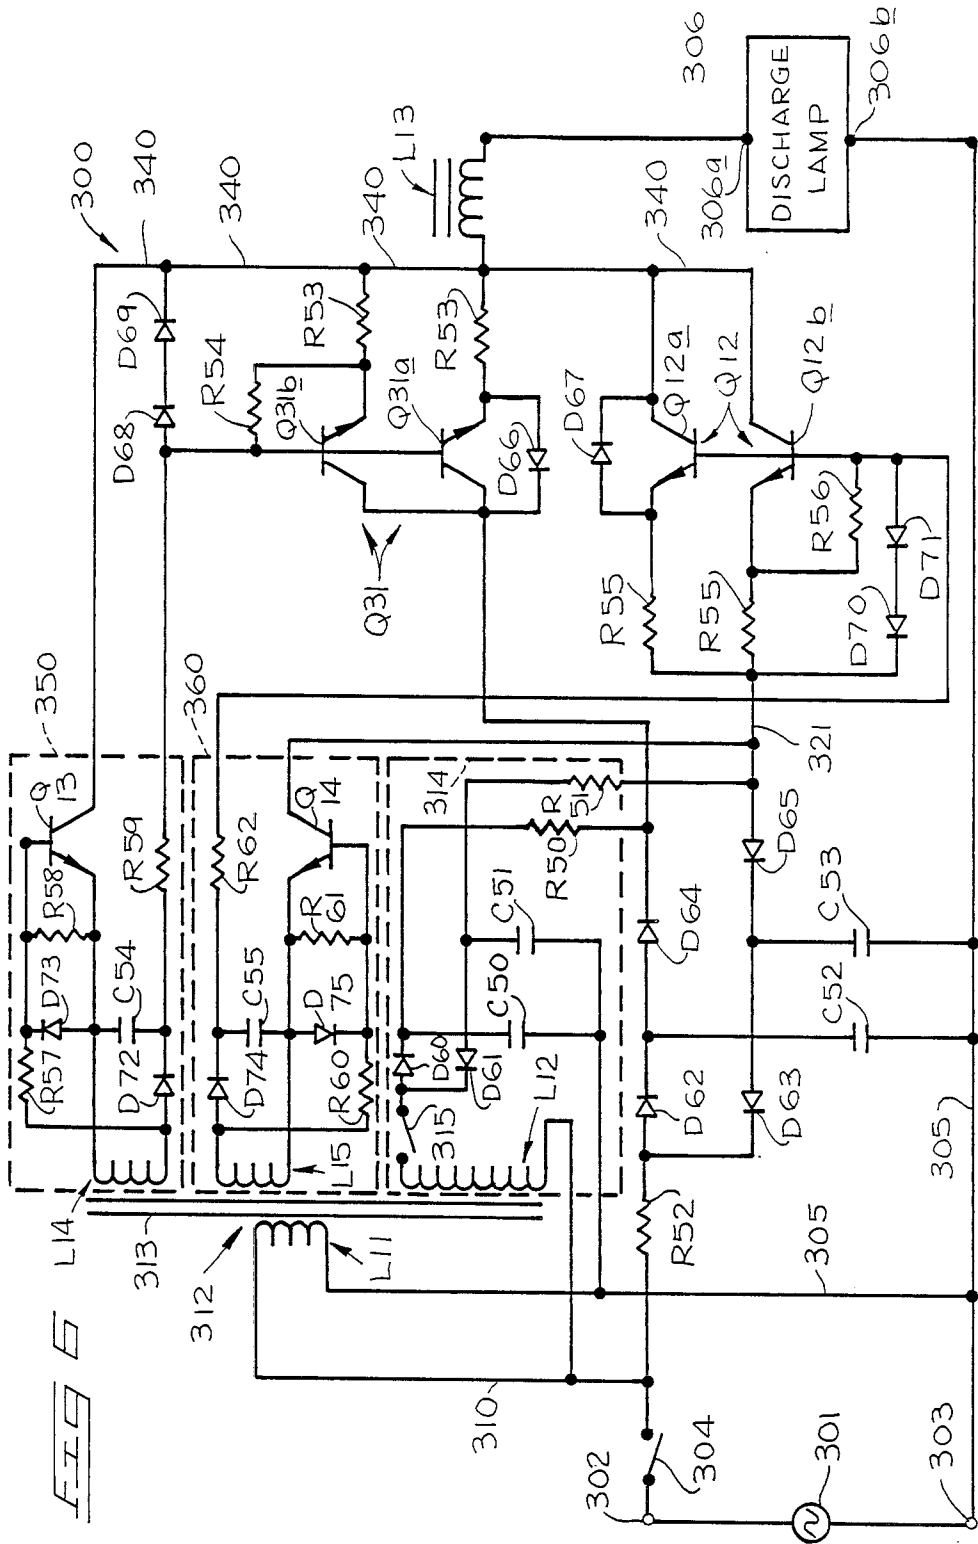 FIG 6
300
340
340
340
340
L13
306
306a
DISCHARGE
LAMP
306b
D69
D68
R54
R53
Q31b
Q31a
R53
D66
Q31
D67
Q12a
Q12
Q12b
R55
R55
R56
D71
D70
321
350
Q
13
R58
R59
R57
D73
C54
D72
L14
313
312
L11
360
R62
Q
14
R
61
C55
D74
D
75
R60
L15
314
R
51
R50
C51
C50
D60
D61
L12
315
D64
D65
C53
C52
D62
D63
R52
305
305
310
302
304
301
303